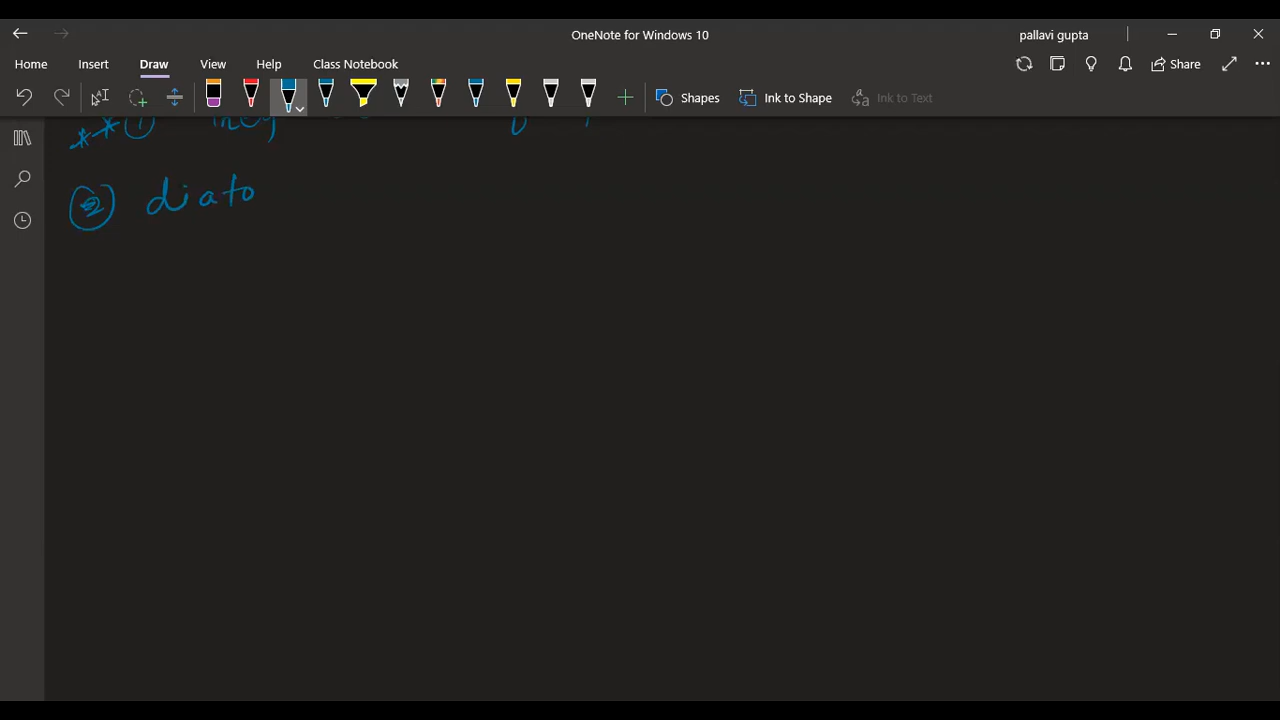 OneNote for Windows 10
pallavi gupta
Home Insert Draw View Help Class Notebook
Share
Shapes
Ink to Shape
Ink to Text
**①
② diato